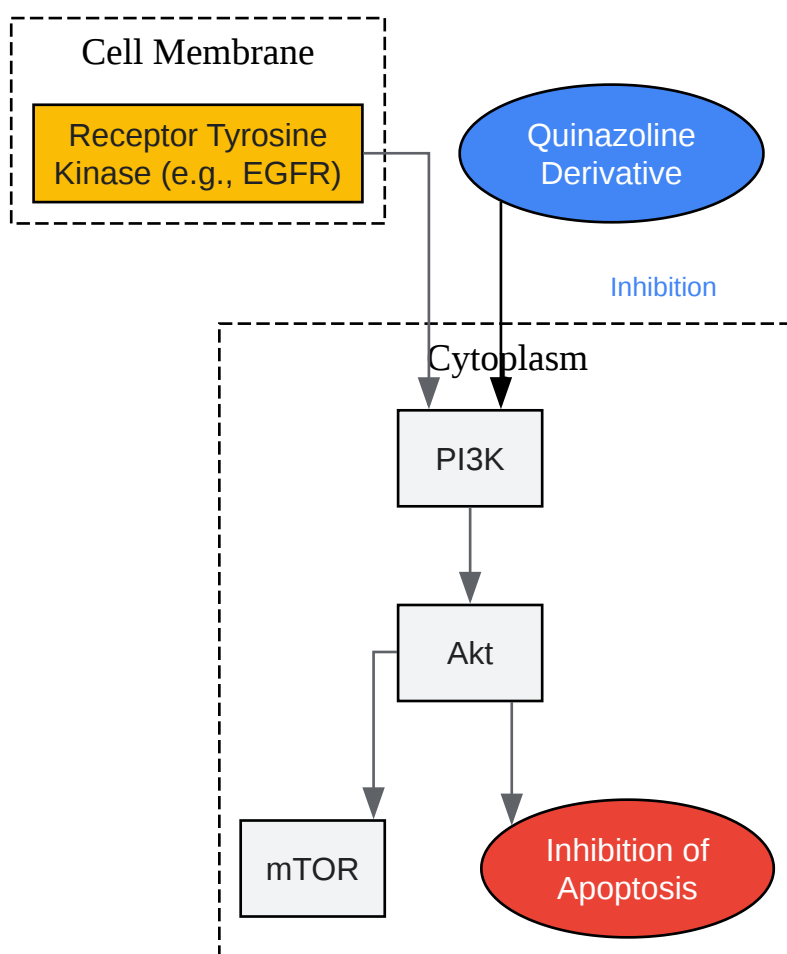 Cell Membrane
Receptor Tyrosine
Kinase (e.g., EGFR)
Quinazoline
Derivative
Inhibition
Cytoplasm
PI3K
Akt
mTOR
Inhibition of
Apoptosis